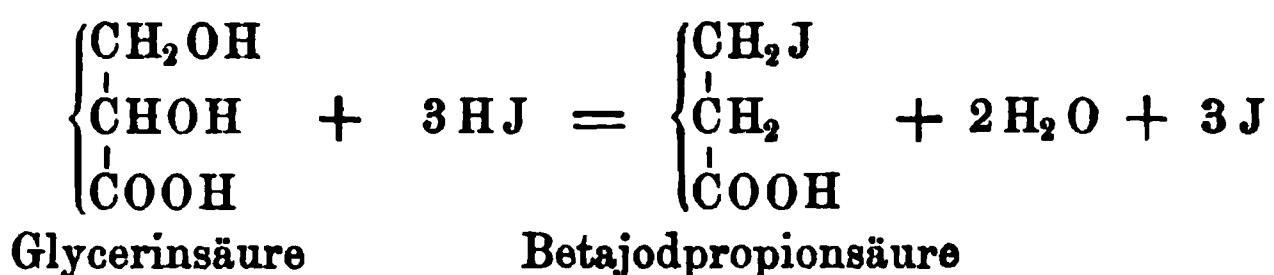 CH₂OH CH₂J
CHOH + 3HJ = CH₂ + 2H₂O + 3J
COOH COOH
Glycerinsäure Betajodpropionsäure